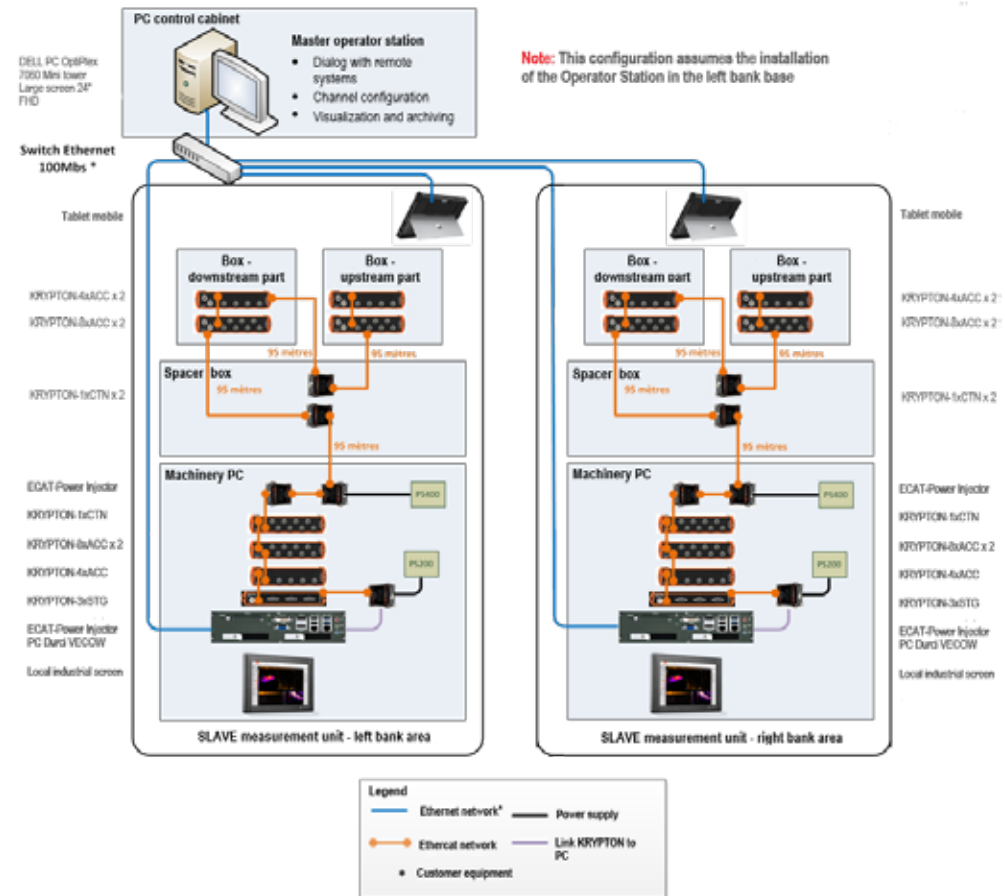 PC control cabinet
Master operator station
• Dialog with remote
systems
• Channel configuration
• Visualization and archiving
DELL PC OptiPlex
7060 Mini tower
Large screen 24"
FHD
Note: This configuration assumes the installation
of the Operator Station in the left bank base
Switch Ethernet
100Mbs *
Tablet mobile
Box -
downstream part
Box -
upstream part
KRYPTON-4xACC x 2
KRYPTON-8xACC x 2
95 mètres
95 mètres
Spacer box
95 mètres
KRYPTON-1xCTN x 2
95 mètres
Machinery PC
ECAT-Power Injector
PS400
KRYPTON-1xCTN
KRYPTON-8xACC x 2
PS200
KRYPTON-4xACC
KRYPTON-3xSTG
ECAT-Power Injector
PC Durci VECOW
Local industrial screen
SLAVE measurement unit - left bank area
Tablet mobile
Box -
downstream part
Box -
upstream part
KRYPTON-4xACC x 2
KRYPTON-8xACC x 2
95 mètres
95 mètres
Spacer box
95 mètres
KRYPTON-1xCTN x 2
95 mètres
Machinery PC
ECAT-Power Injector
PS400
KRYPTON-1xCTN
KRYPTON-8xACC x 2
PS200
KRYPTON-4xACC
KRYPTON-3xSTG
ECAT-Power Injector
PC Durci VECOW
Local industrial screen
SLAVE measurement unit - right bank area
Legend
Ethernet network*
Power supply
Ethercat network
Link KRYPTON to
PC
* Customer equipment